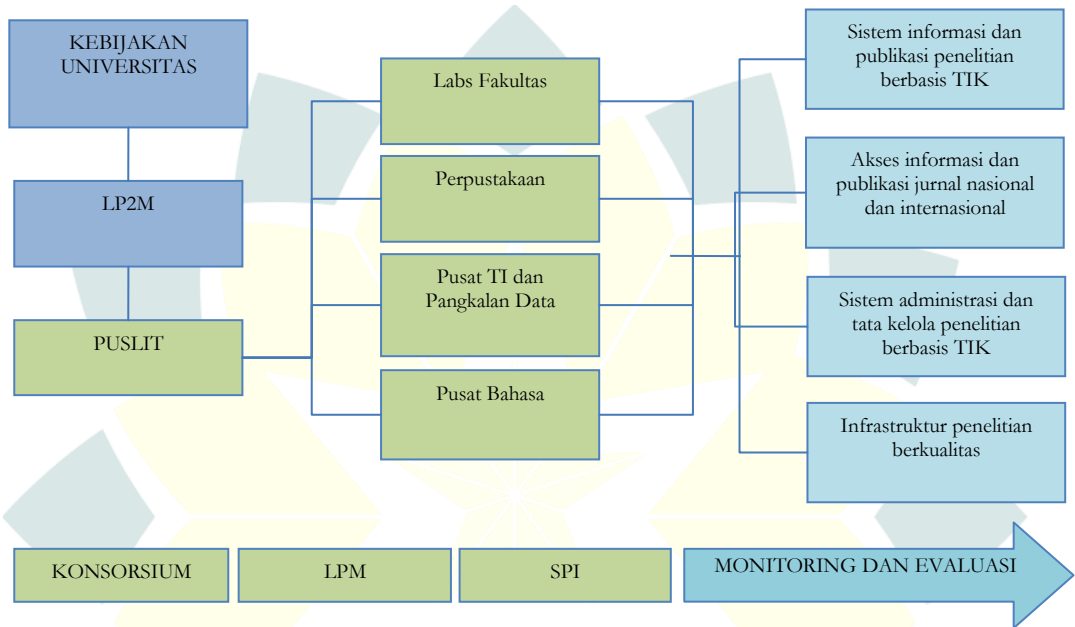 KEBIJAKAN
UNIVERSITAS
LP2M
PUSLIT
Labs Fakultas
Perpustakaan
Pusat TI dan
Pangkalan Data
Pusat Bahasa
Sistem informasi dan
publikasi penelitian
berbasis TIK
Akses informasi dan
publikasi jurnal nasional
dan internasional
Sistem administrasi dan
tata kelola penelitian
berbasis TIK
Infrastruktur penelitian
berkualitas
KONSORSIUM
LPM
SPI
MONITORING DAN EVALUASI